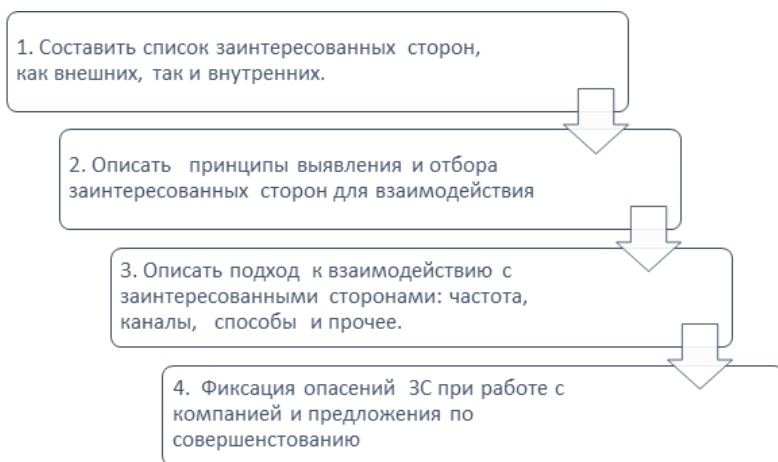 1. Составить список заинтересованных сторон,
как внешних, так и внутренних.
2. Описать принципы выявления и отбора
заинтересованных сторон для взаимодействия
3. Описать подход к взаимодействию с
заинтересованными сторонами: частота,
каналы, способы и прочее.
4. Фиксация опасений ЗС при работе с
компанией и предложения по
совершенстованию